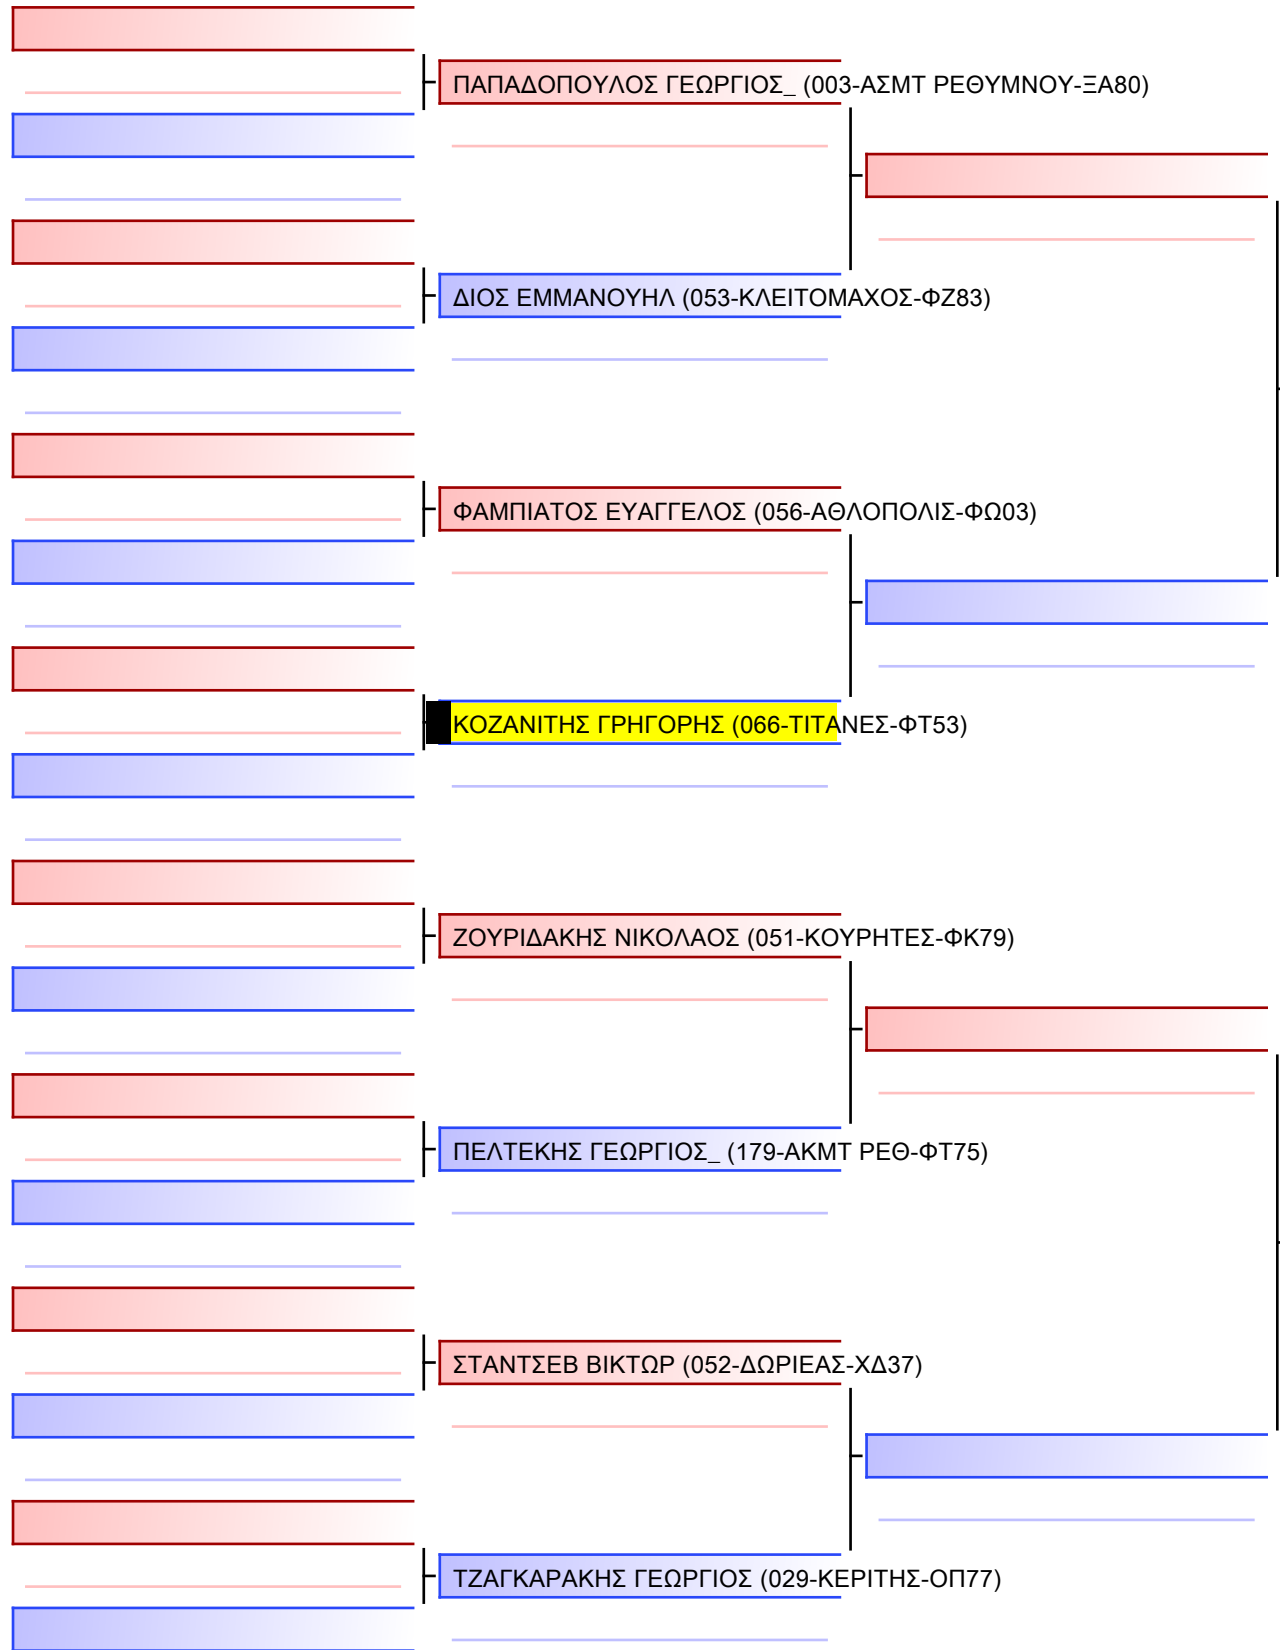 ΠΑΠΑΔΟΠΟΥΛΟΣ ΓΕΩΡΓΙΟΣ_ (003-ΑΣΜΤ ΡΕΘΥΜΝΟΥ-ΞΑ80)
ΔΙΟΣ ΕΜΜΑΝΟΥΗΛ (053-ΚΛΕΙΤΟΜΑΧΟΣ-ΦΖ83)
ΦΑΜΠΙΑΤΟΣ ΕΥΑΓΓΕΛΟΣ (056-ΑΘΛΟΠΟΛΙΣ-ΦΩ03)
ΚΟΖΑΝΙΤΗΣ ΓΡΗΓΟΡΗΣ (066-ΤΙΤΑΝΕΣ-ΦΤ53)
ΖΟΥΡΙΔΑΚΗΣ ΝΙΚΟΛΑΟΣ (051-ΚΟΥΡΗΤΕΣ-ΦΚ79)
ΠΕΛΤΕΚΗΣ ΓΕΩΡΓΙΟΣ_ (179-ΑΚΜΤ ΡΕΘ-ΦΤ75)
ΣΤΑΝΤΣΕΒ ΒΙΚΤΩΡ (052-ΔΩΡΙΕΑΣ-ΧΔ37)
ΤΖΑΓΚΑΡΑΚΗΣ ΓΕΩΡΓΙΟΣ (029-ΚΕΡΙΤΗΣ-ΟΠ77)